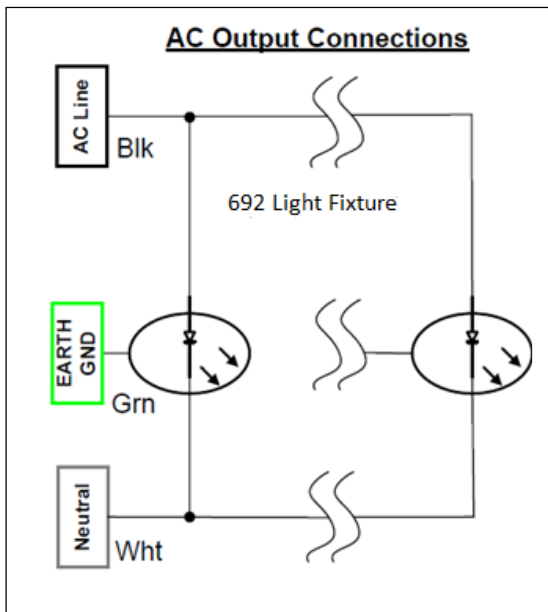 AC Output Connections
AC Line
Blk
692 Light Fixture
EARTH
GND
Grn
Neutral
Wht